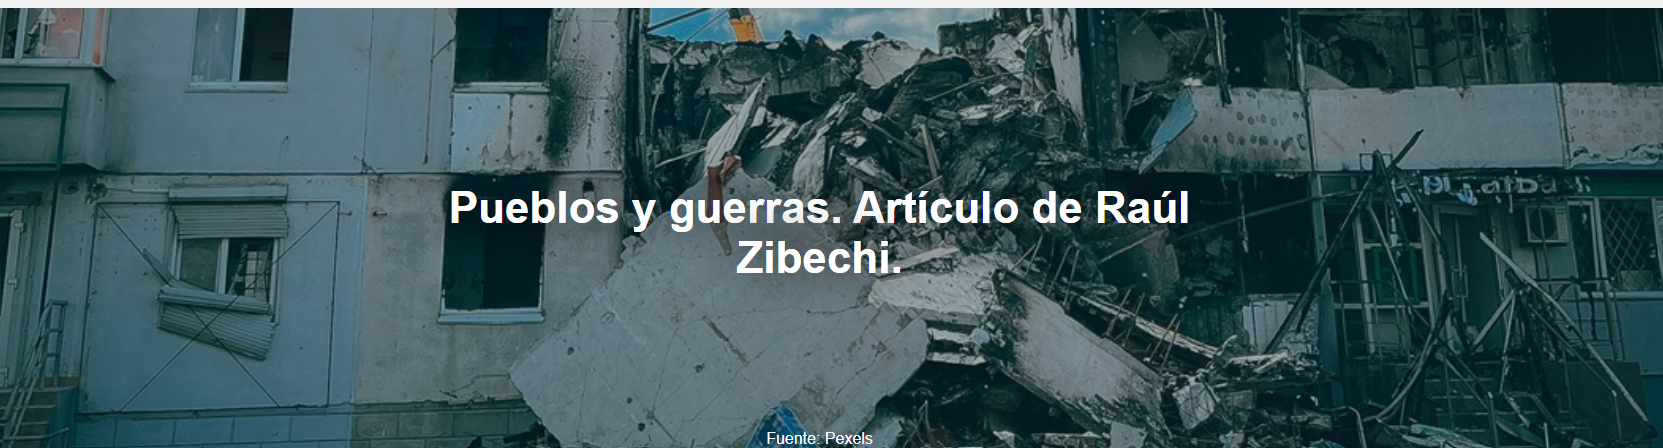 Pueblos y guerras. Artículo de Raúl
Zibechi.
Fuente: Pexels